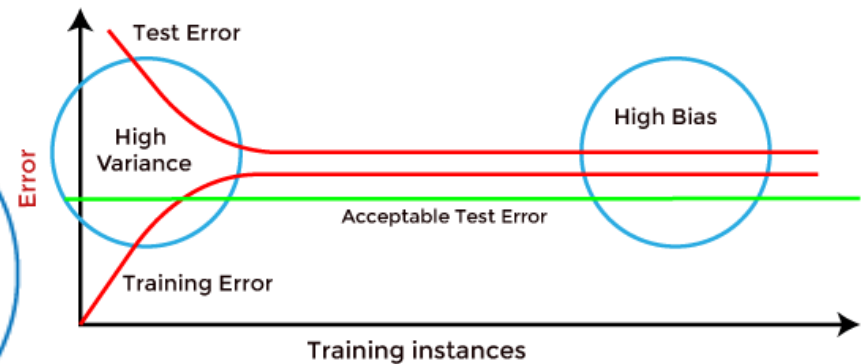 Test Error
High
Variance
High Bias
Error
Acceptable Test Error
Training Error
Training instances